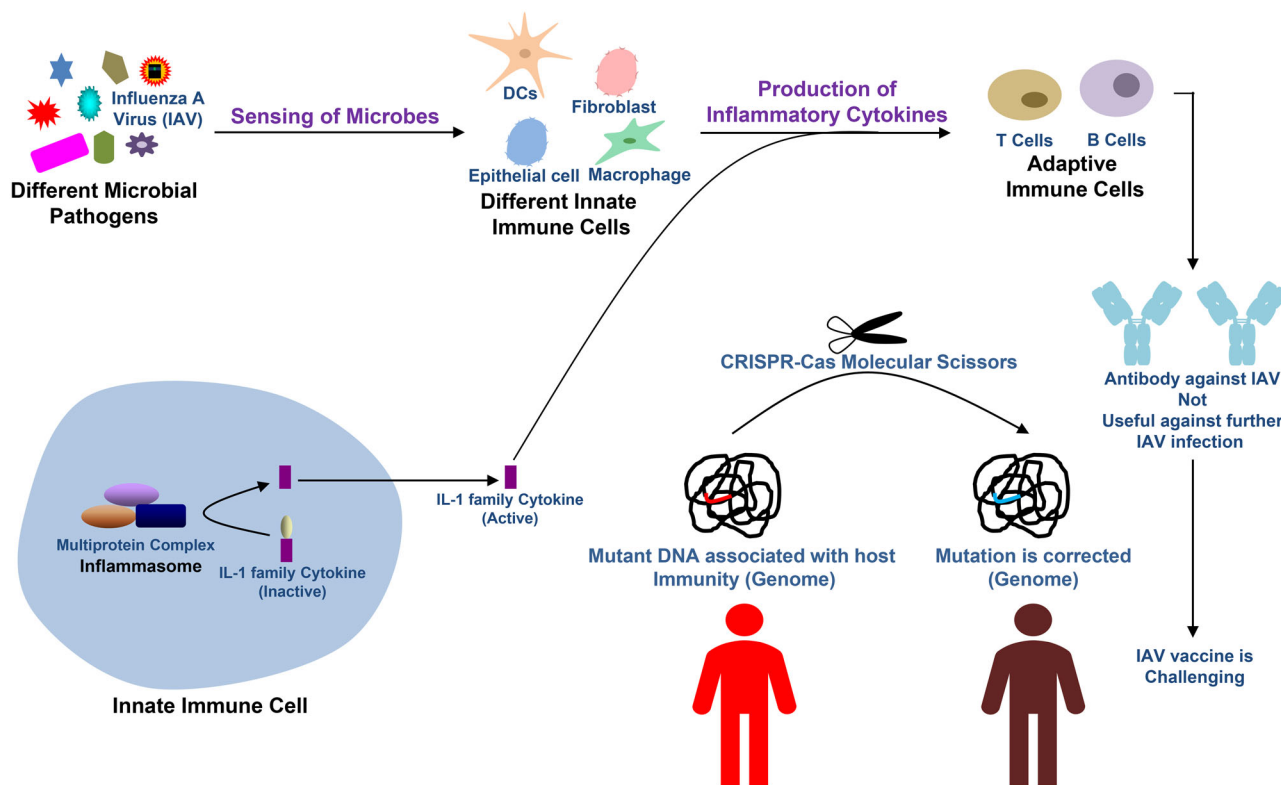 Influenza A
Virus (IAV)
Different Microbial
Pathogens
Sensing of Microbes
DCs
Fibroblast
Epithelial cell
Macrophage
Different Innate
Immune Cells
Production of
Inflammatory Cytokines
T Cells
B Cells
Adaptive
Immune Cells
Antibody against IAV
Not
Useful against further
IAV infection
IAV vaccine is
Challenging
Multiprotein Complex
Inflammasome
IL-1 family Cytokine
(Inactive)
IL-1 family Cytokine
(Active)
Innate Immune Cell
CRISPR-Cas Molecular Scissors
Mutant DNA associated with host
Immunity (Genome)
Mutation is corrected
(Genome)